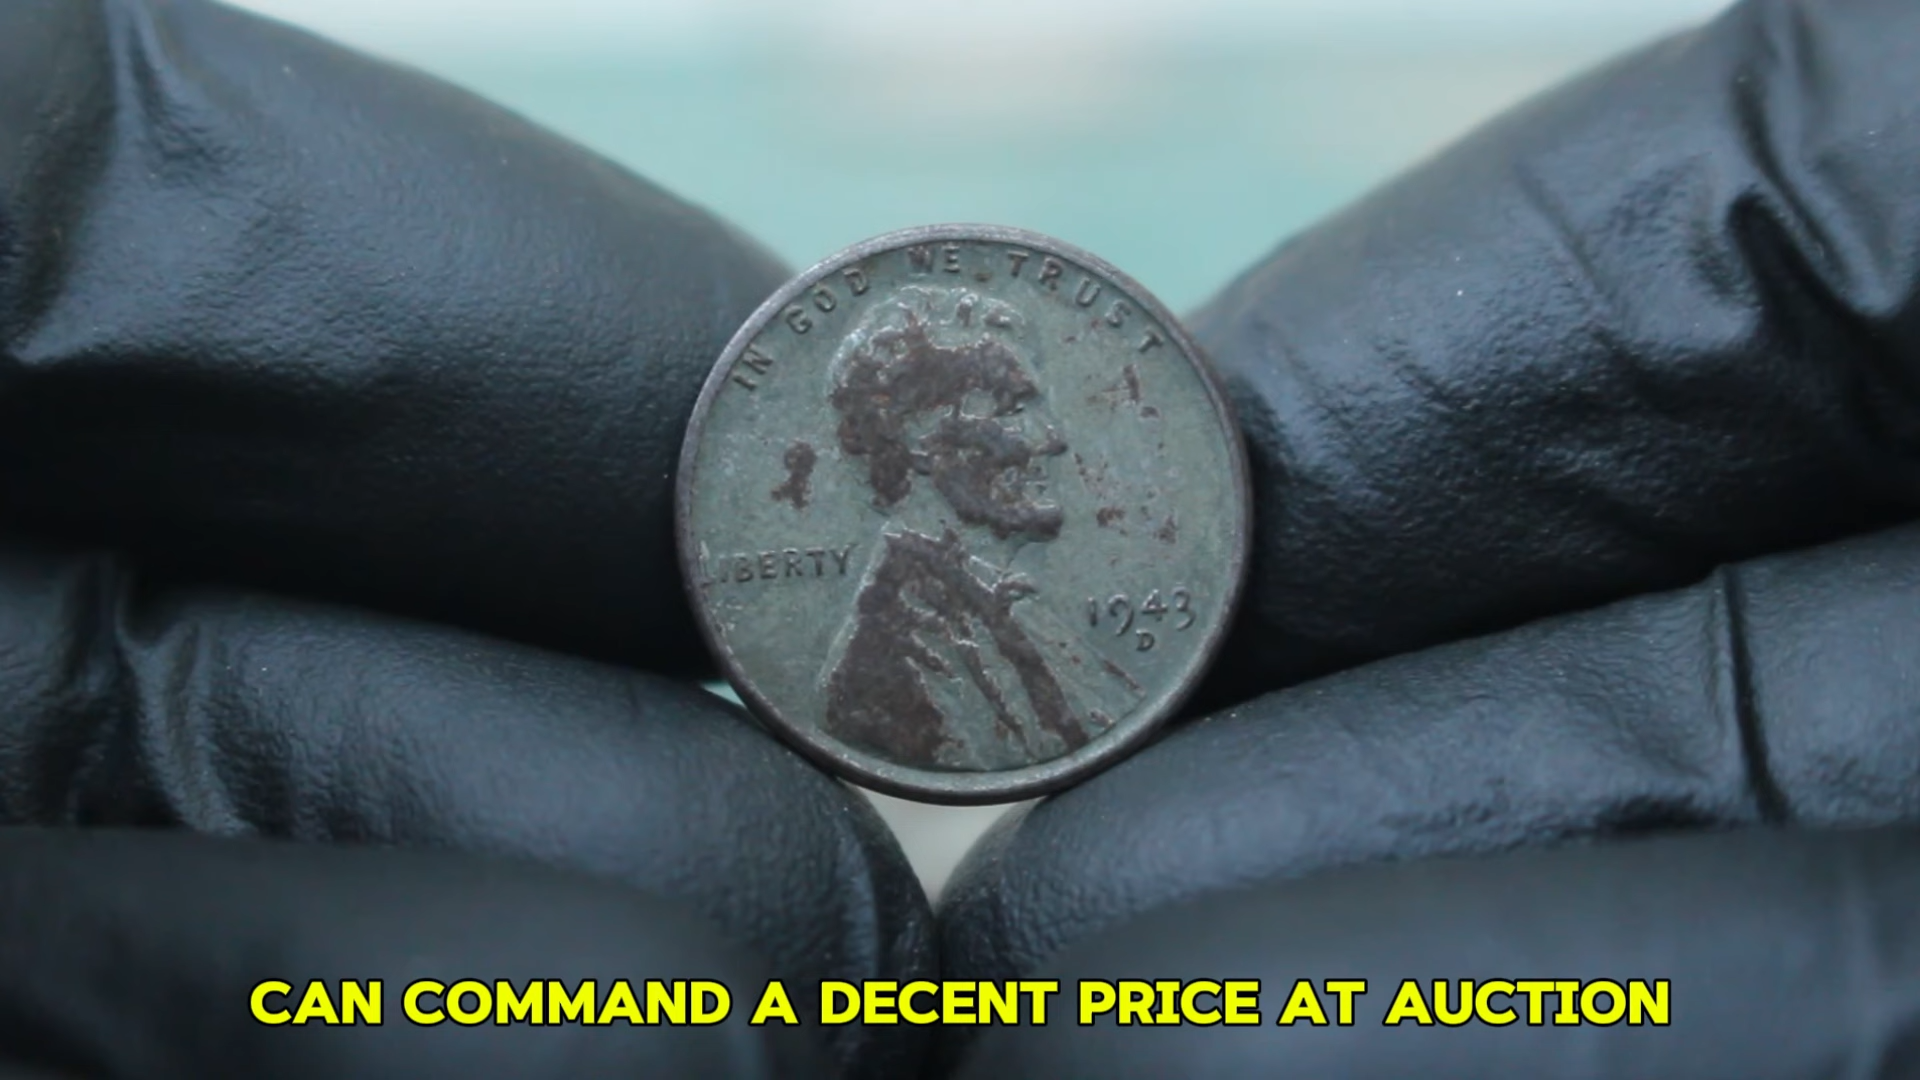 IN GOD WE TRUST
LIBERTY
1943
D
CAN COMMAND A DECENT PRICE AT AUCTION